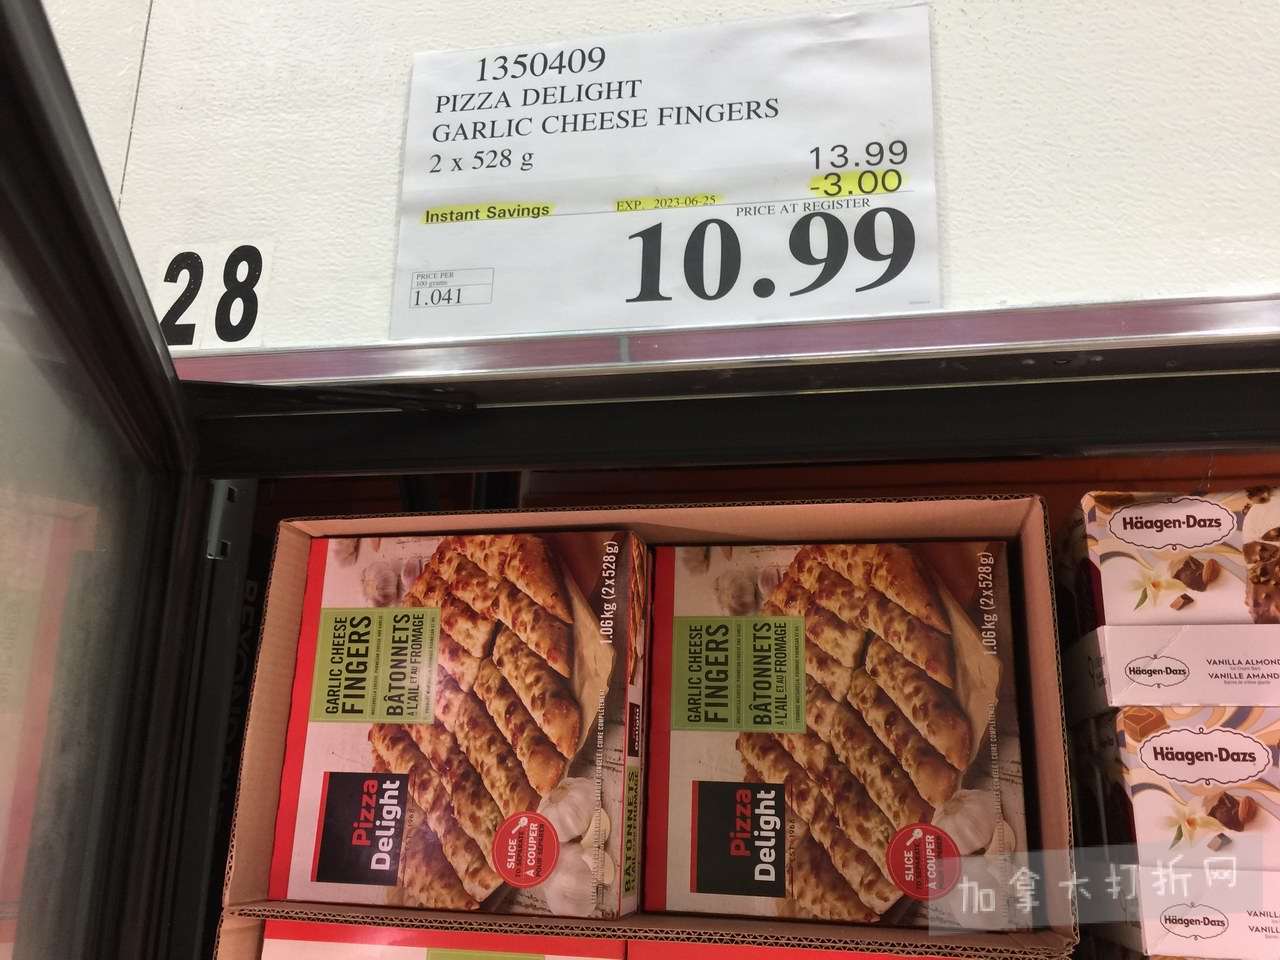 1350409
PIZZA DELIGHT
GARLIC CHEESE FINGERS
2 x 528 g
13.99
-3.00
Instant Savings
EXP. 2023-06-25
PRICE AT REGISTER
10.99
PRICE PER
100 grams
1.041
28
GARLIC CHEESE
FINGERS
BÂTONNETS
À L'AIL ET AU FROMAGE
1.06 kg (2 x 528 g)
Pizza
Delight
SLICE
À COUPER
BÂTONNETS
GARLIC CHEESE
FINGERS
BÂTONNETS
À L'AIL ET AU FROMAGE
1.06 kg (2 x 528 g)
Pizza
Delight
SLICE
À COUPER
Häagen-Dazs
Häagen-Dazs
VANILLA ALMOND
VANILLE AMANDE
Häagen-Dazs
Häagen-Dazs
加拿大打折网